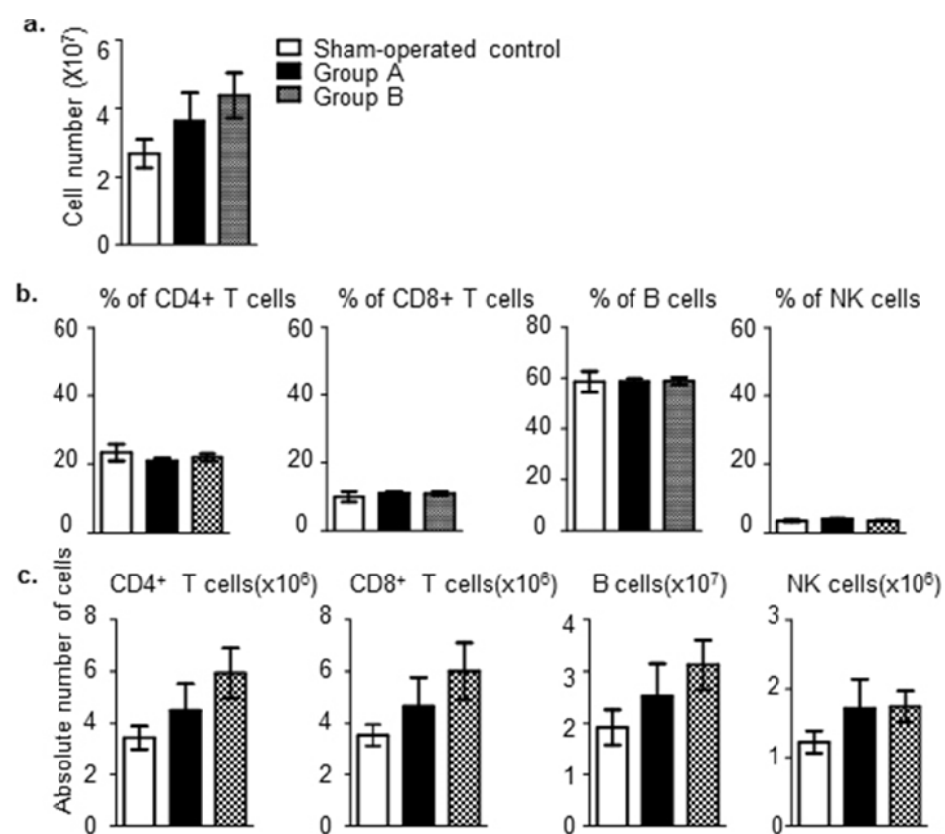 a.
Cell number (X10⁷)
6
4
2
0
Sham-operated control
Group A
Group B
b.
% of CD4+ T cells
60
40
20
0
% of CD8+ T cells
60
40
20
0
% of B cells
80
60
40
20
0
% of NK cells
60
40
20
0
c.
Absolute number of cells
CD4⁺ T cells(x10⁶)
8
6
4
2
0
CD8⁺ T cells(x10⁶)
8
6
4
2
0
B cells(x10⁷)
4
3
2
1
0
NK cells(x10⁶)
3
2
1
0